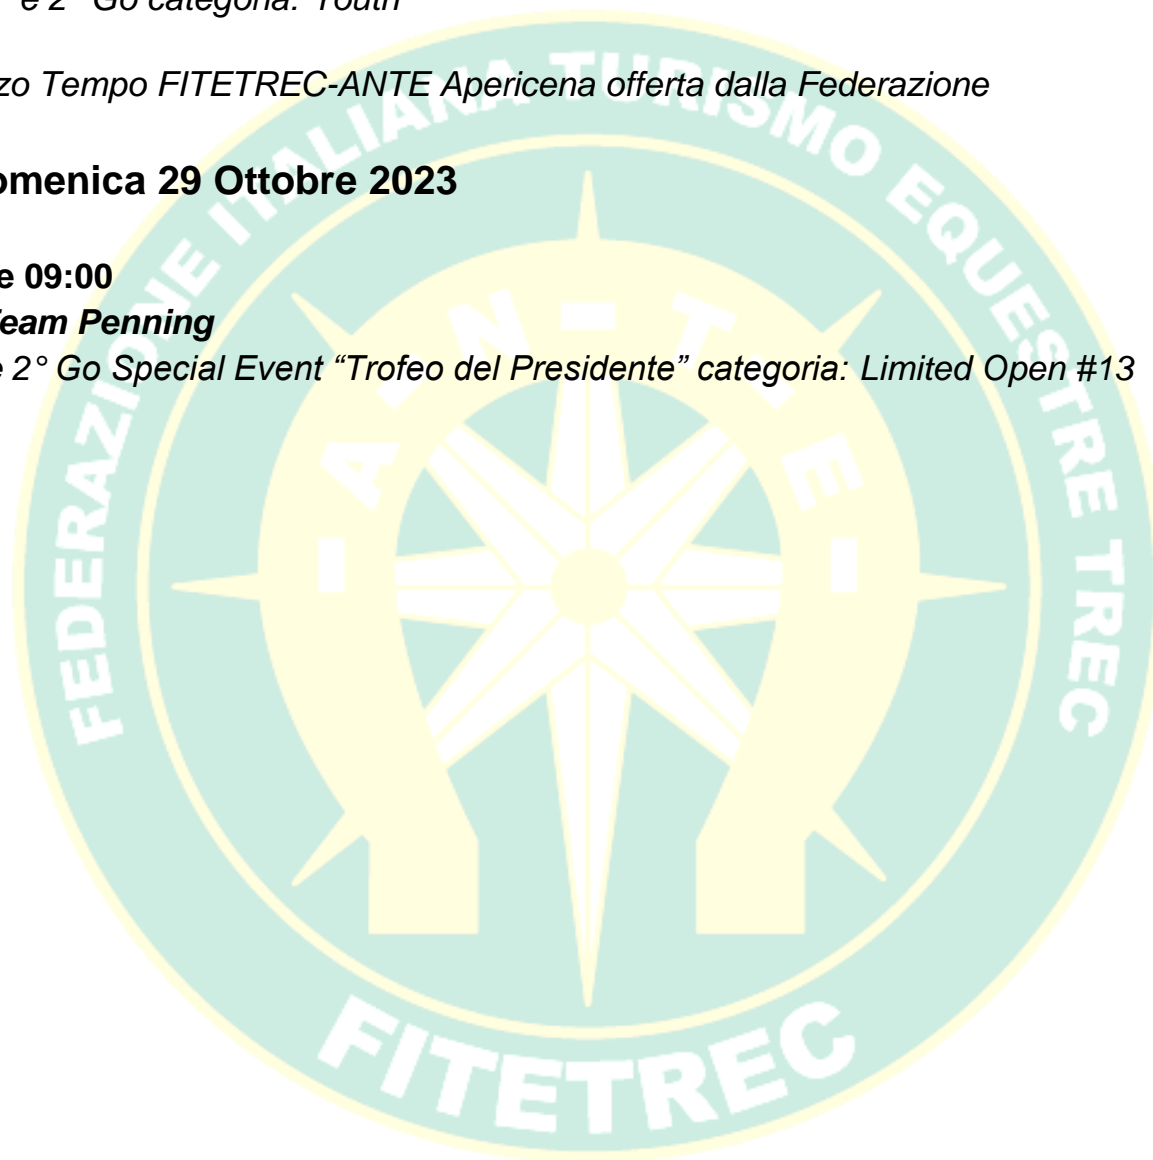 e 2° Go categoria: Youth
zo Tempo FITETREC-ANTE Apericena offerta dalla Federazione
omenica 29 Ottobre 2023
e 09:00
Team Penning
e 2° Go Special Event “Trofeo del Presidente” categoria: Limited Open #13
FEDERAZIONE ITALIANA TURISMO EQUESTRE TREC
- A - N - T - E -
FITETREC